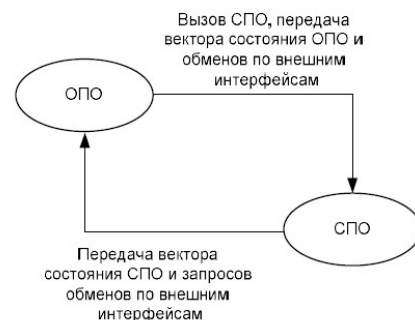 Вызов СПО, передача
вектора состояния ОПО и
обменов по внешним
интерфейсам
ОПО
СПО
Передача вектора
состояния СПО и запросов
обменов по внешним
интерфейсам